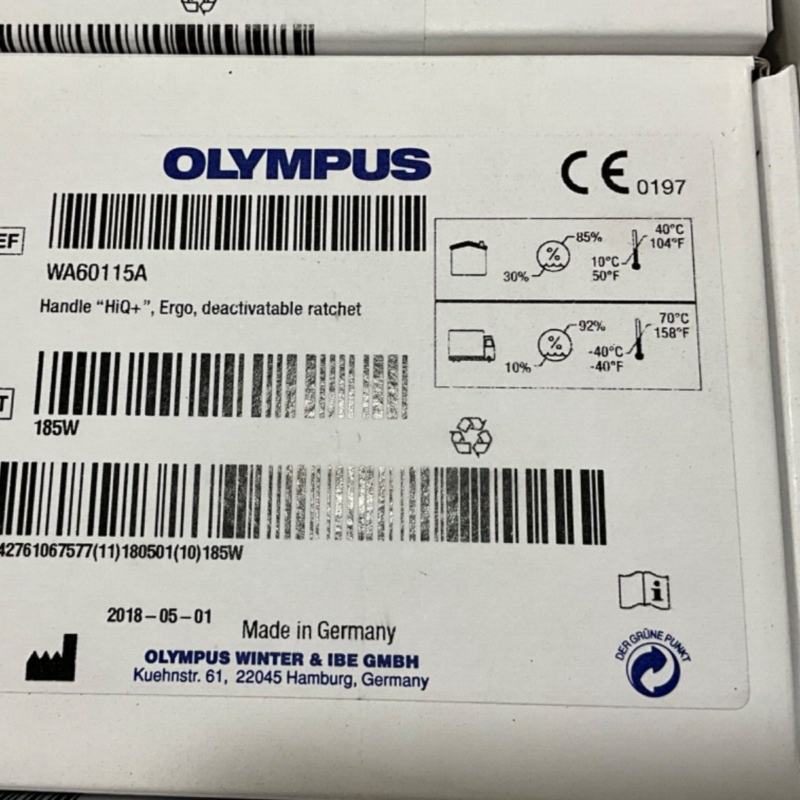 OLYMPUS
CE 0197
EF
WA60115A
Handle “HiQ+”, Ergo, deactivatable ratchet
85%
30%
%
40°C
104°F
10°C
50°F
92%
10%
%
70°C
158°F
-40°C
-40°F
T
185W
42761067577(11)180501(10)185W
i
2018-05-01
Made in Germany
OLYMPUS WINTER & IBE GMBH
Kuehnstr. 61, 22045 Hamburg, Germany
DER GRÜNE PUNKT